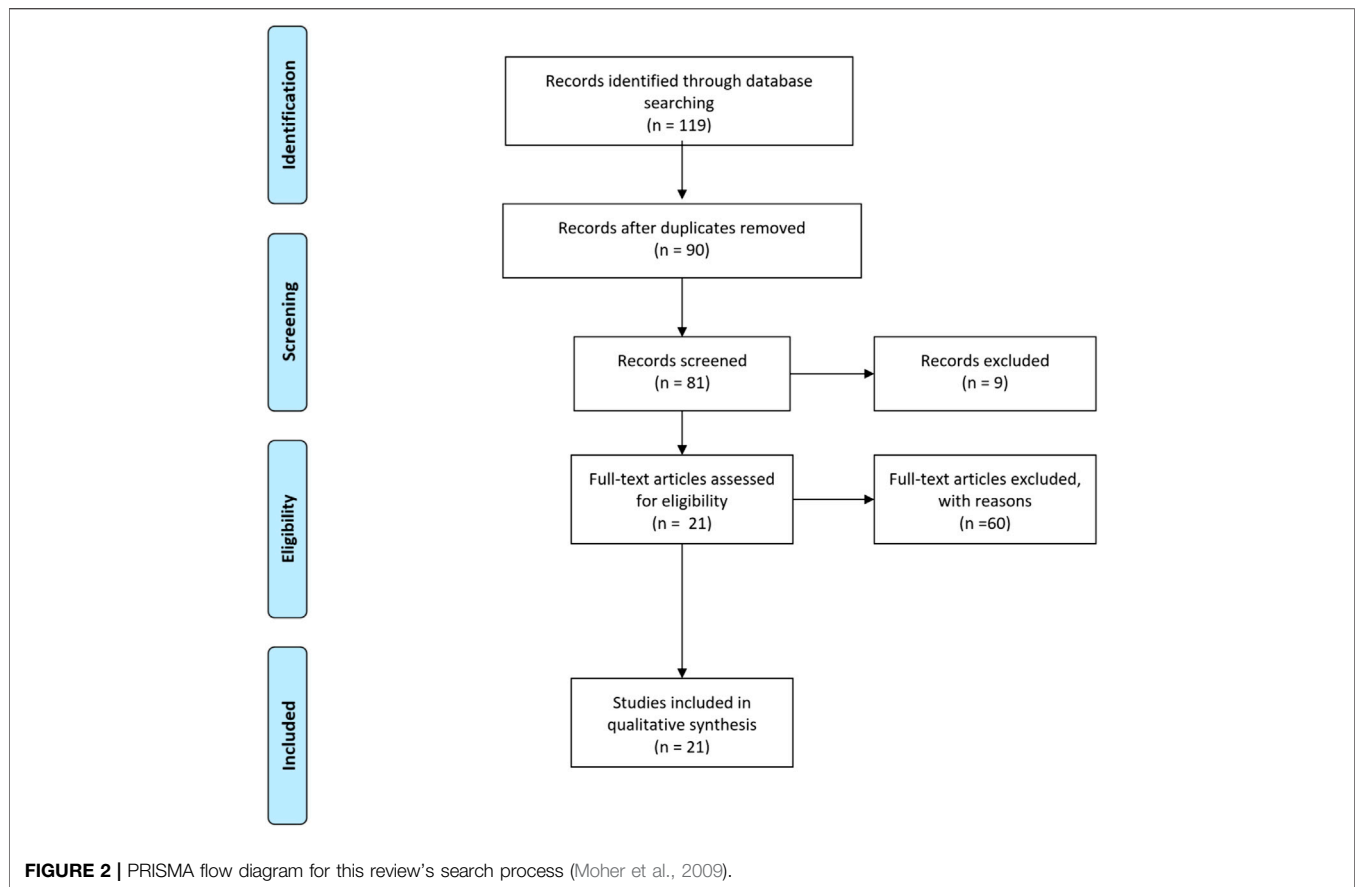 Identification
Records identified through database
searching
(n = 119)
Records after duplicates removed
(n = 90)
Screening
Records screened
(n = 81)
Records excluded
(n = 9)
Eligibility
Full-text articles assessed
for eligibility
(n = 21)
Full-text articles excluded,
with reasons
(n =60)
Included
Studies included in
qualitative synthesis
(n = 21)
FIGURE 2 | PRISMA flow diagram for this review's search process (Moher et al., 2009).